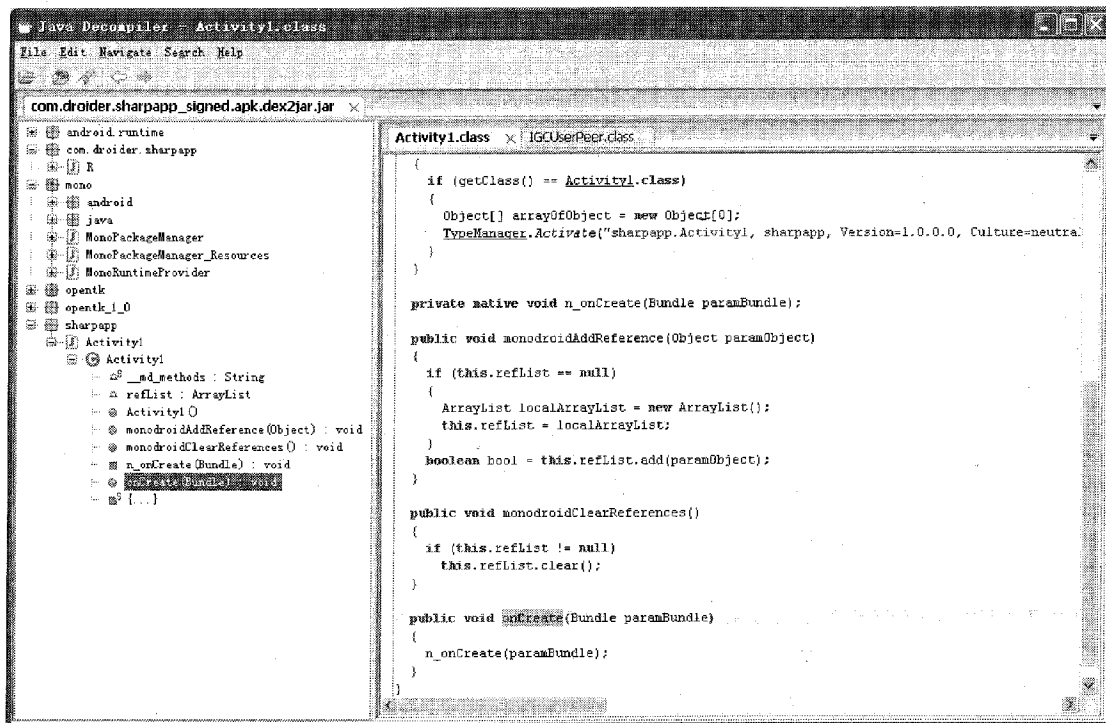 Java Decompiler - Activity1.class
File Edit Navigate Search Help
com.droider.sharpapp_signed.apk.dex2jar.jar
android.runtime
com.droider.sharpapp
R
mono
android
java
MonoPackageManager
MonoPackageManager_Resources
MonoRuntimeProvider
opentk
opentk_1_0
sharpapp
Activity1
Activity1
__md_methods : String
refList : ArrayList
Activity1()
monodroidAddReference(Object) : void
monodroidClearReferences() : void
n_onCreate(Bundle) : void
onCreate(Bundle) : void
{...}
Activity1.class IGCUserPeer.class
{
if (getClass() == Activity1.class)
{
Object[] arrayOfObject = new Object[0];
TypeManager.Activate("sharpapp.Activity1, sharpapp, Version=1.0.0.0, Culture=neutra
}
}
private native void n_onCreate(Bundle paramBundle);
public void monodroidAddReference(Object paramObject)
{
if (this.refList == null)
{
ArrayList localArrayList = new ArrayList();
this.refList = localArrayList;
}
boolean bool = this.refList.add(paramObject);
}
public void monodroidClearReferences()
{
if (this.refList != null)
this.refList.clear();
}
public void onCreate(Bundle paramBundle)
{
n_onCreate(paramBundle);
}
}